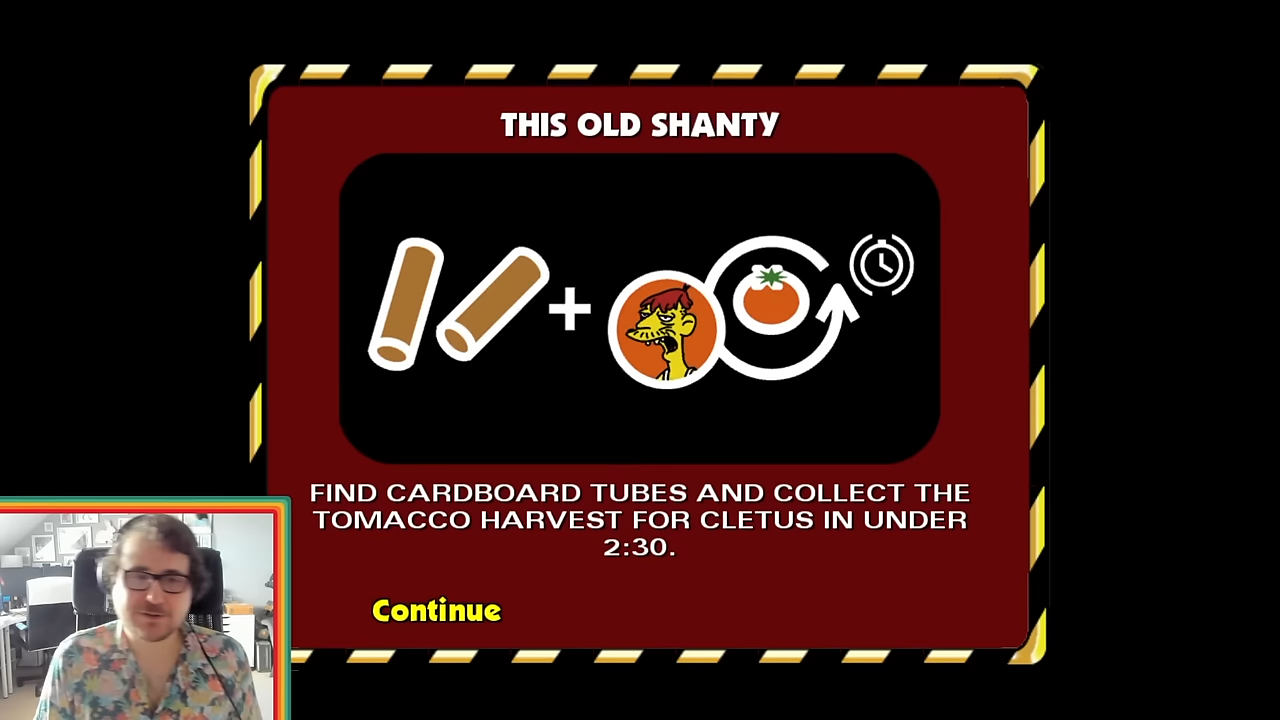 THIS OLD SHANTY
FIND CARDBOARD TUBES AND COLLECT THE
TOMACCO HARVEST FOR CLETUS IN UNDER
2:30.
Continue